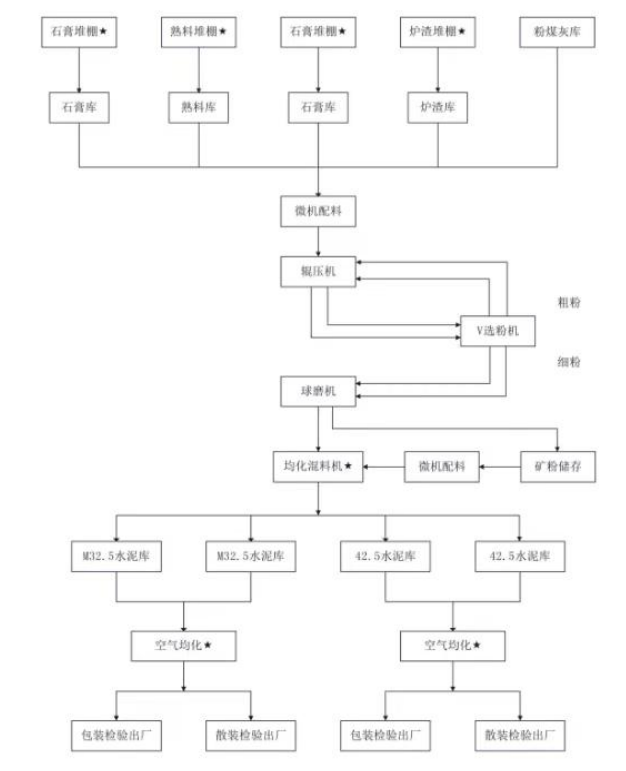 石膏堆棚★
熟料堆棚★
石膏堆棚★
炉渣堆棚★
粉煤灰库
石膏库
熟料库
石膏库
炉渣库
微机配料
辊压机
粗粉
V选粉机
细粉
球磨机
均化混料机★
微机配料
矿粉储存
M32.5水泥库
M32.5水泥库
42.5水泥库
42.5水泥库
空气均化★
空气均化★
包装检验出厂
散装检验出厂
包装检验出厂
散装检验出厂